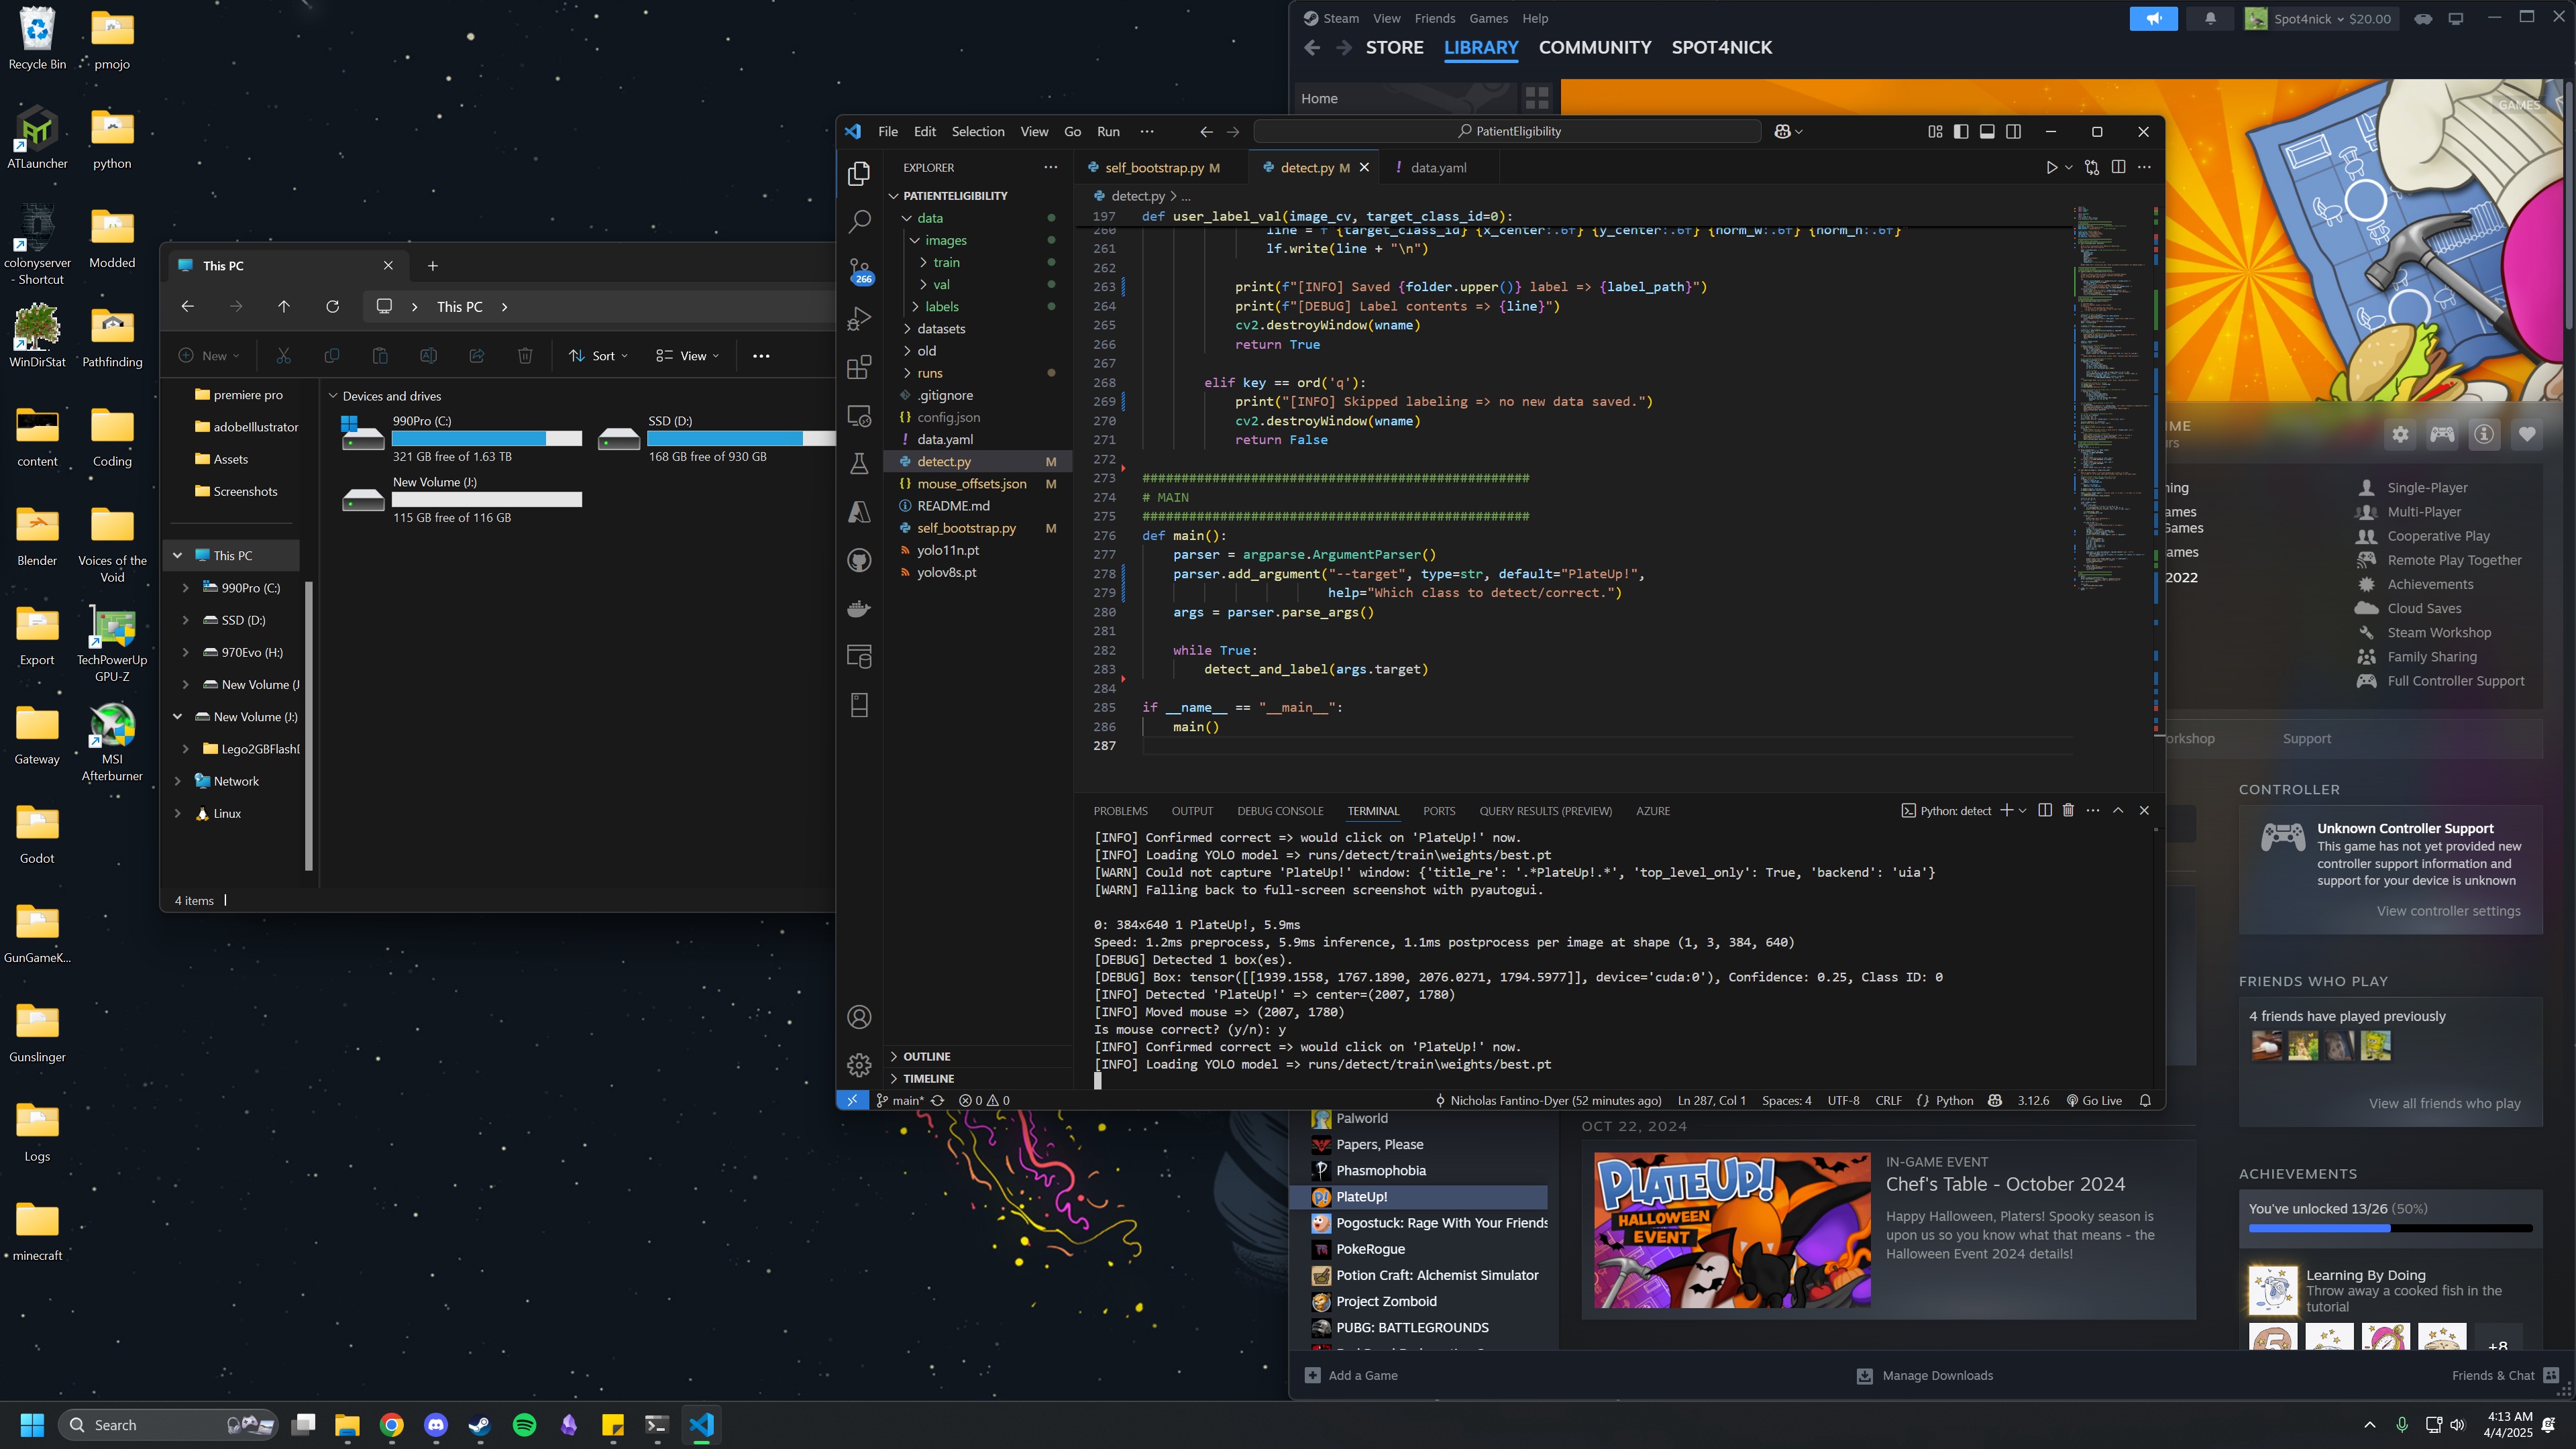 Recycle Bin
pmojo
ATLauncher
python
colonyserver
- Shortcut
Modded
WinDirStat
Pathfinding
content
Coding
Blender
Voices of the
Void
Export
TechPowerUp
GPU-Z
Gateway
MSI
Afterburner
Godot
GunGameK...
Gunslinger
Logs
minecraft
This PC
This PC
New
Sort
View
premiere pro
adobeIllustrator
Assets
Screenshots
This PC
990Pro (C:)
SSD (D:)
970Evo (H:)
New Volume (J
New Volume (J:)
Lego2GBFlashD
Network
Linux
Devices and drives
990Pro (C:)
321 GB free of 1.63 TB
SSD (D:)
168 GB free of 930 GB
New Volume (J:)
115 GB free of 116 GB
4 items
File Edit Selection View Go Run
PatientEligibility
EXPLORER
PATIENTELIGIBILITY
data
images
train
val
labels
datasets
old
runs
.gitignore
config.json
data.yaml
detect.py M
mouse_offsets.json M
README.md
self_bootstrap.py M
yolo11n.pt
yolov8s.pt
OUTLINE
TIMELINE
266
self_bootstrap.py M
detect.py M
data.yaml
detect.py > ...
197 def user_label_val(image_cv, target_class_id=0):
260 line = f"{target_class_id} {x_center:.6f} {y_center:.6f} {norm_w:.6f} {norm_h:.6f}"
261 lf.write(line + "\n")
262
263 print(f"[INFO] Saved {folder.upper()} label => {label_path}")
264 print(f"[DEBUG] Label contents => {line}")
265 cv2.destroyWindow(wname)
266 return True
267
268 elif key == ord('q'):
269 print("[INFO] Skipped labeling => no new data saved.")
270 cv2.destroyWindow(wname)
271 return False
272
273 ##################################################
274 # MAIN
275 ##################################################
276 def main():
277 parser = argparse.ArgumentParser()
278 parser.add_argument("--target", type=str, default="PlateUp!",
279 help="Which class to detect/correct.")
280 args = parser.parse_args()
281
282 while True:
283 detect_and_label(args.target)
284
285 if __name__ == "__main__":
286 main()
287
PROBLEMS OUTPUT DEBUG CONSOLE TERMINAL PORTS QUERY RESULTS (PREVIEW) AZURE
Python: detect
[INFO] Confirmed correct => would click on 'PlateUp!' now.
[INFO] Loading YOLO model => runs/detect/train\weights/best.pt
[WARN] Could not capture 'PlateUp!' window: {'title_re': '.*PlateUp!.*', 'top_level_only': True, 'backend': 'uia'}
[WARN] Falling back to full-screen screenshot with pyautogui.
0: 384x640 1 PlateUp!, 5.9ms
Speed: 1.2ms preprocess, 5.9ms inference, 1.1ms postprocess per image at shape (1, 3, 384, 640)
[DEBUG] Detected 1 box(es).
[DEBUG] Box: tensor([[1939.1558, 1767.1890, 2076.0271, 1794.5977]], device='cuda:0'), Confidence: 0.25, Class ID: 0
[INFO] Detected 'PlateUp!' => center=(2007, 1780)
[INFO] Moved mouse => (2007, 1780)
Is mouse correct? (y/n): y
[INFO] Confirmed correct => would click on 'PlateUp!' now.
[INFO] Loading YOLO model => runs/detect/train\weights/best.pt
main* 0 0
Nicholas Fantino-Dyer (52 minutes ago) Ln 287, Col 1 Spaces: 4 UTF-8 CRLF {} Python 3.12.6 Go Live
Steam View Friends Games Help
Spot4nick $20.00
STORE LIBRARY COMMUNITY SPOT4NICK
Home
GAMES
IME
rs
ning
ames
Games
ames
2022
Single-Player
Multi-Player
Cooperative Play
Remote Play Together
Achievements
Cloud Saves
Steam Workshop
Family Sharing
Full Controller Support
orkshop
Support
CONTROLLER
Unknown Controller Support
This game has not yet provided new
controller support information and
support for your device is unknown
View controller settings
FRIENDS WHO PLAY
4 friends have played previously
View all friends who play
ACHIEVEMENTS
You've unlocked 13/26 (50%)
Learning By Doing
Throw away a cooked fish in the
tutorial
+8
Palworld
Papers, Please
Phasmophobia
PlateUp!
Pogostuck: Rage With Your Friends
PokeRogue
Potion Craft: Alchemist Simulator
Project Zomboid
PUBG: BATTLEGROUNDS
OCT 22, 2024
PLATEUP!
HALLOWEEN
EVENT
IN-GAME EVENT
Chef's Table - October 2024
Happy Halloween, Platers! Spooky season is
upon us so you know what that means - the
Halloween Event 2024 details!
Add a Game
Manage Downloads
Friends & Chat
Search
4:13 AM
4/4/2025